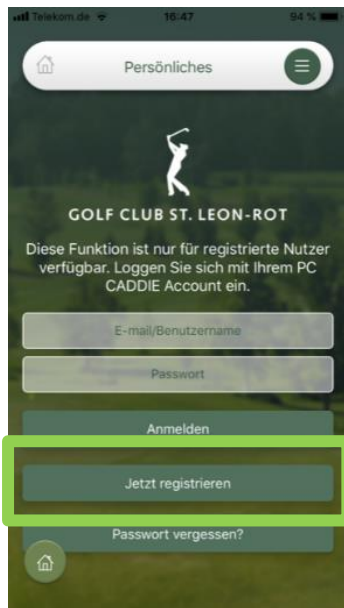 Telekom.de 16:47 94 %
Persönliches
GOLF CLUB ST. LEON-ROT
Diese Funktion ist nur für registrierte Nutzer
verfügbar. Loggen Sie sich mit Ihrem PC
CADDIE Account ein.
E-mail/Benutzername
Passwort
Anmelden
Jetzt registrieren
Passwort vergessen?